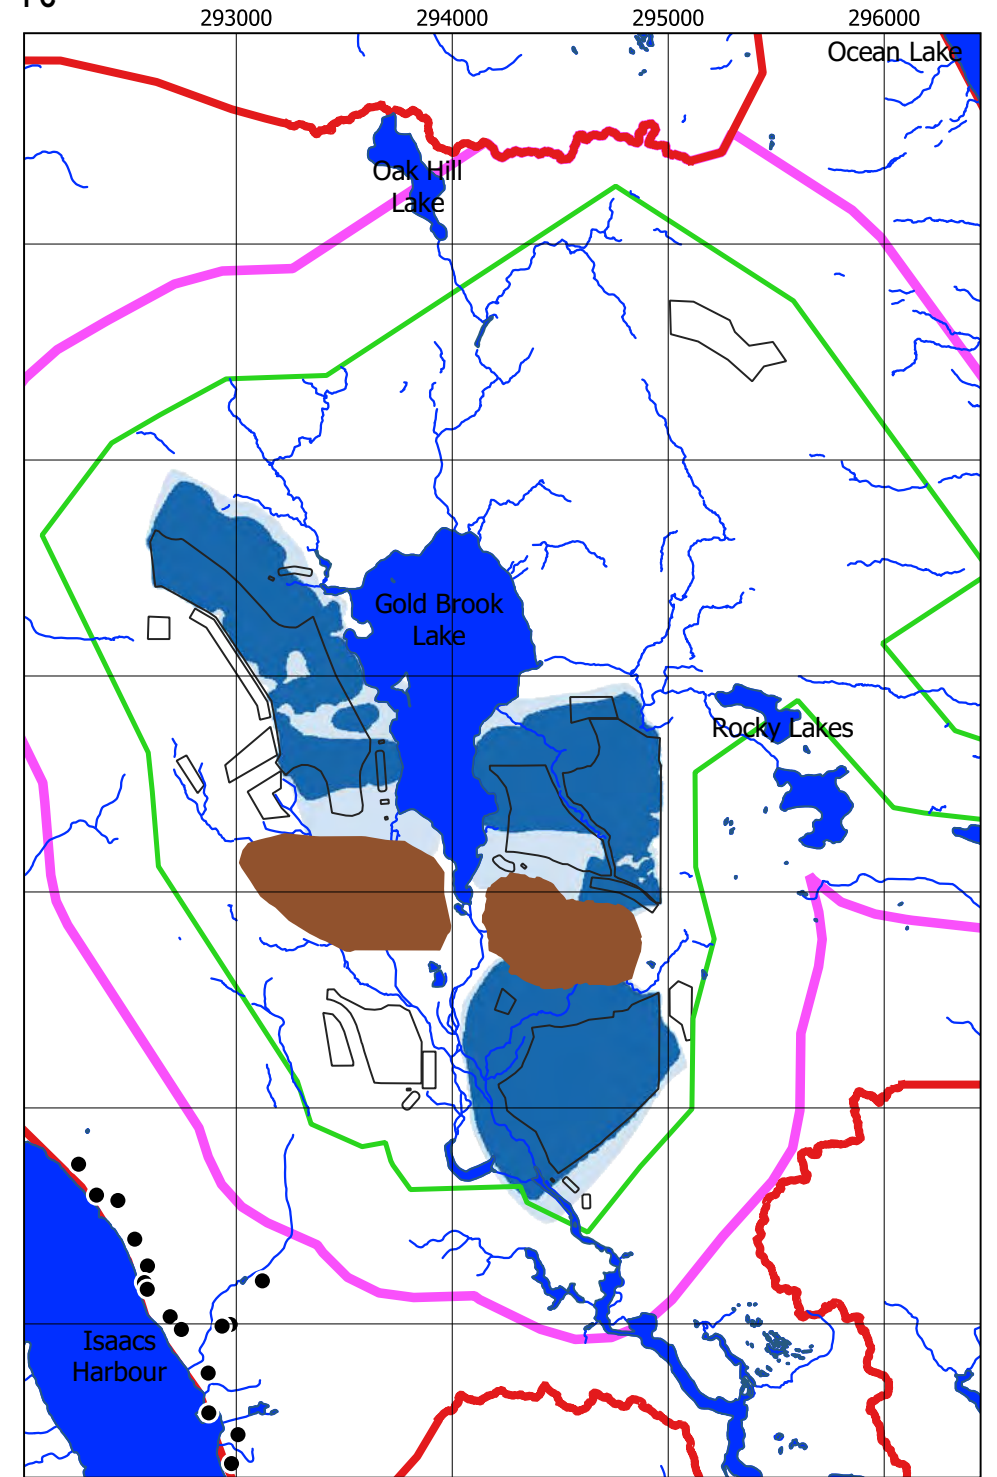 293000 294000 295000 296000
Ocean Lake
Oak Hill
Lake
Gold Brook
Lake
Rocky Lakes
Isaacs
Harbour